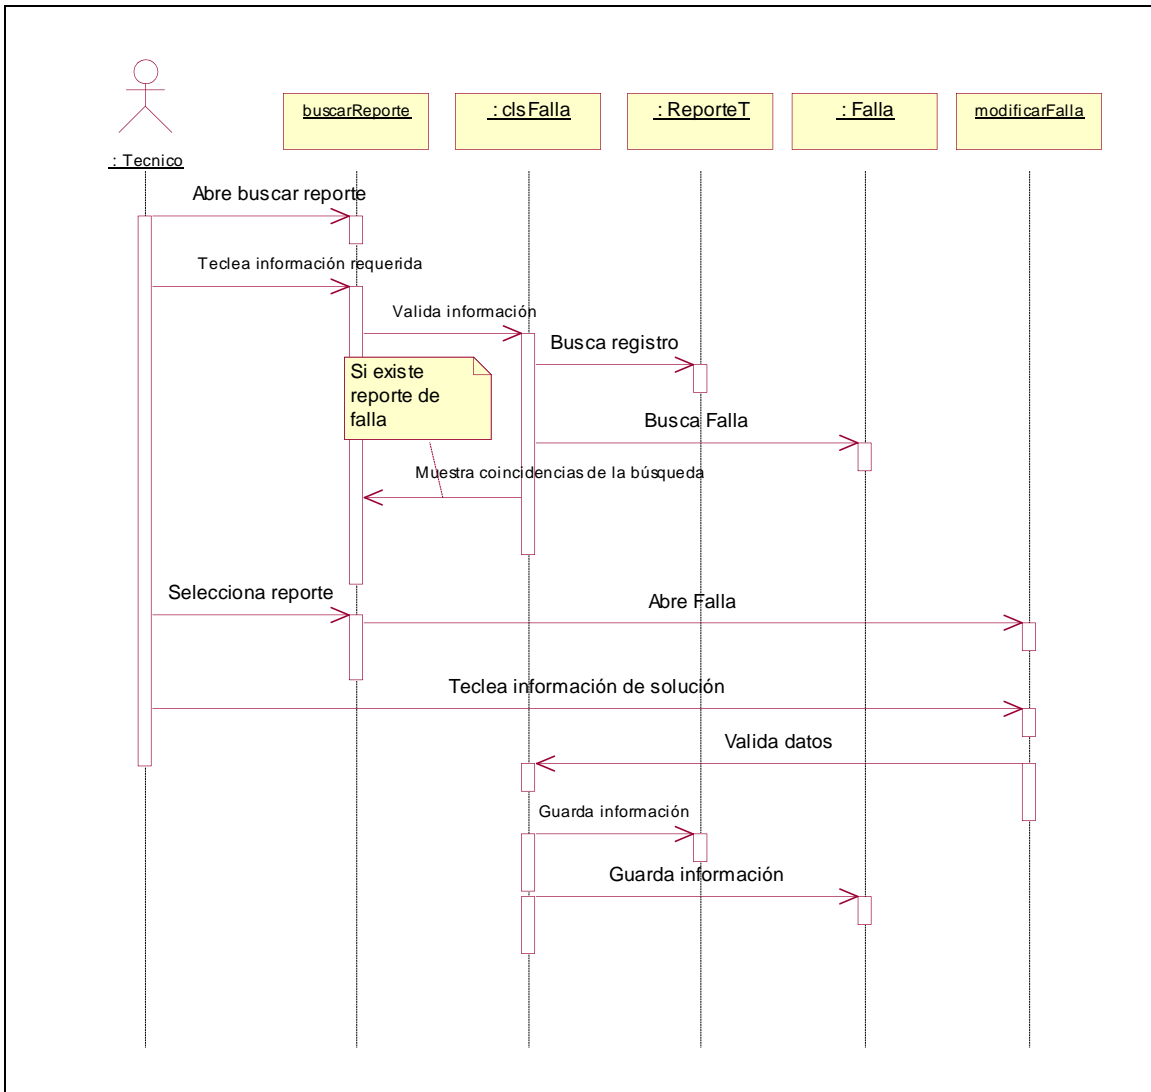 : Tecnico
buscarReporte
: clsFalla
: ReporteT
: Falla
modificarFalla
Abre buscar reporte
Teclea información requerida
Valida información
Busca registro
Si existe
reporte de
falla
Busca Falla
Muestra coincidencias de la búsqueda
Selecciona reporte
Abre Falla
Teclea información de solución
Valida datos
Guarda información
Guarda información